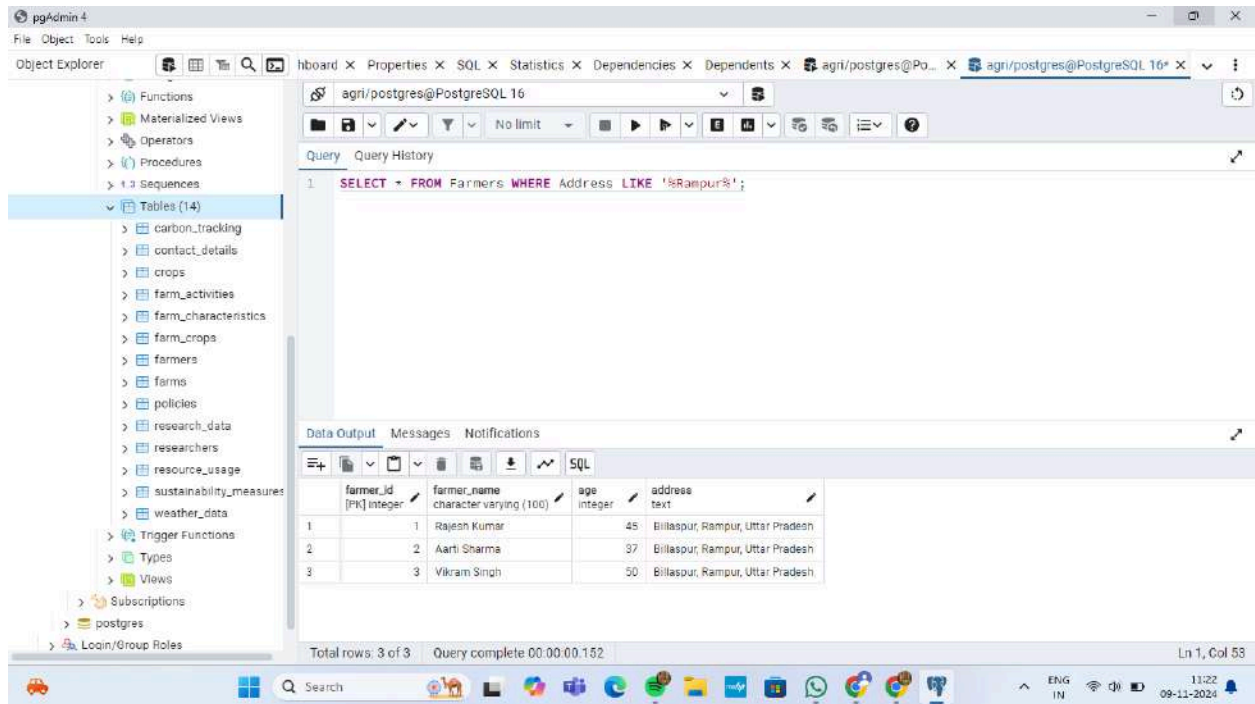 pgAdmin 4
File Object Tools Help
Object Explorer
hboard Properties SQL Statistics Dependencies Dependents agri/postgres@Po... agri/postgres@PostgreSQL 16*
Functions
Materialized Views
Operators
Procedures
1..3 Sequences
Tables (14)
carbon_tracking
contact_details
crops
farm_activities
farm_characteristics
farm_crops
farmers
farms
policies
research_data
researchers
resource_usage
sustainability_measures
weather_data
Trigger Functions
Types
Views
Subscriptions
postgres
Login/Group Roles
agri/postgres@PostgreSQL 16
No limit
Query Query History
1 SELECT * FROM Farmers WHERE Address LIKE '%Rampur%';
Data Output Messages Notifications
SQL
farmer_id farmer_name age address
[PK] integer character varying (100) integer text
1 1 Rajesh Kumar 45 Billaspur, Rampur, Uttar Pradesh
2 2 Aarti Sharma 37 Billaspur, Rampur, Uttar Pradesh
3 3 Vikram Singh 50 Billaspur, Rampur, Uttar Pradesh
Total rows: 3 of 3 Query complete 00:00:00.152 Ln 1, Col 53
Search
ENG 11:22
IN 09-11-2024